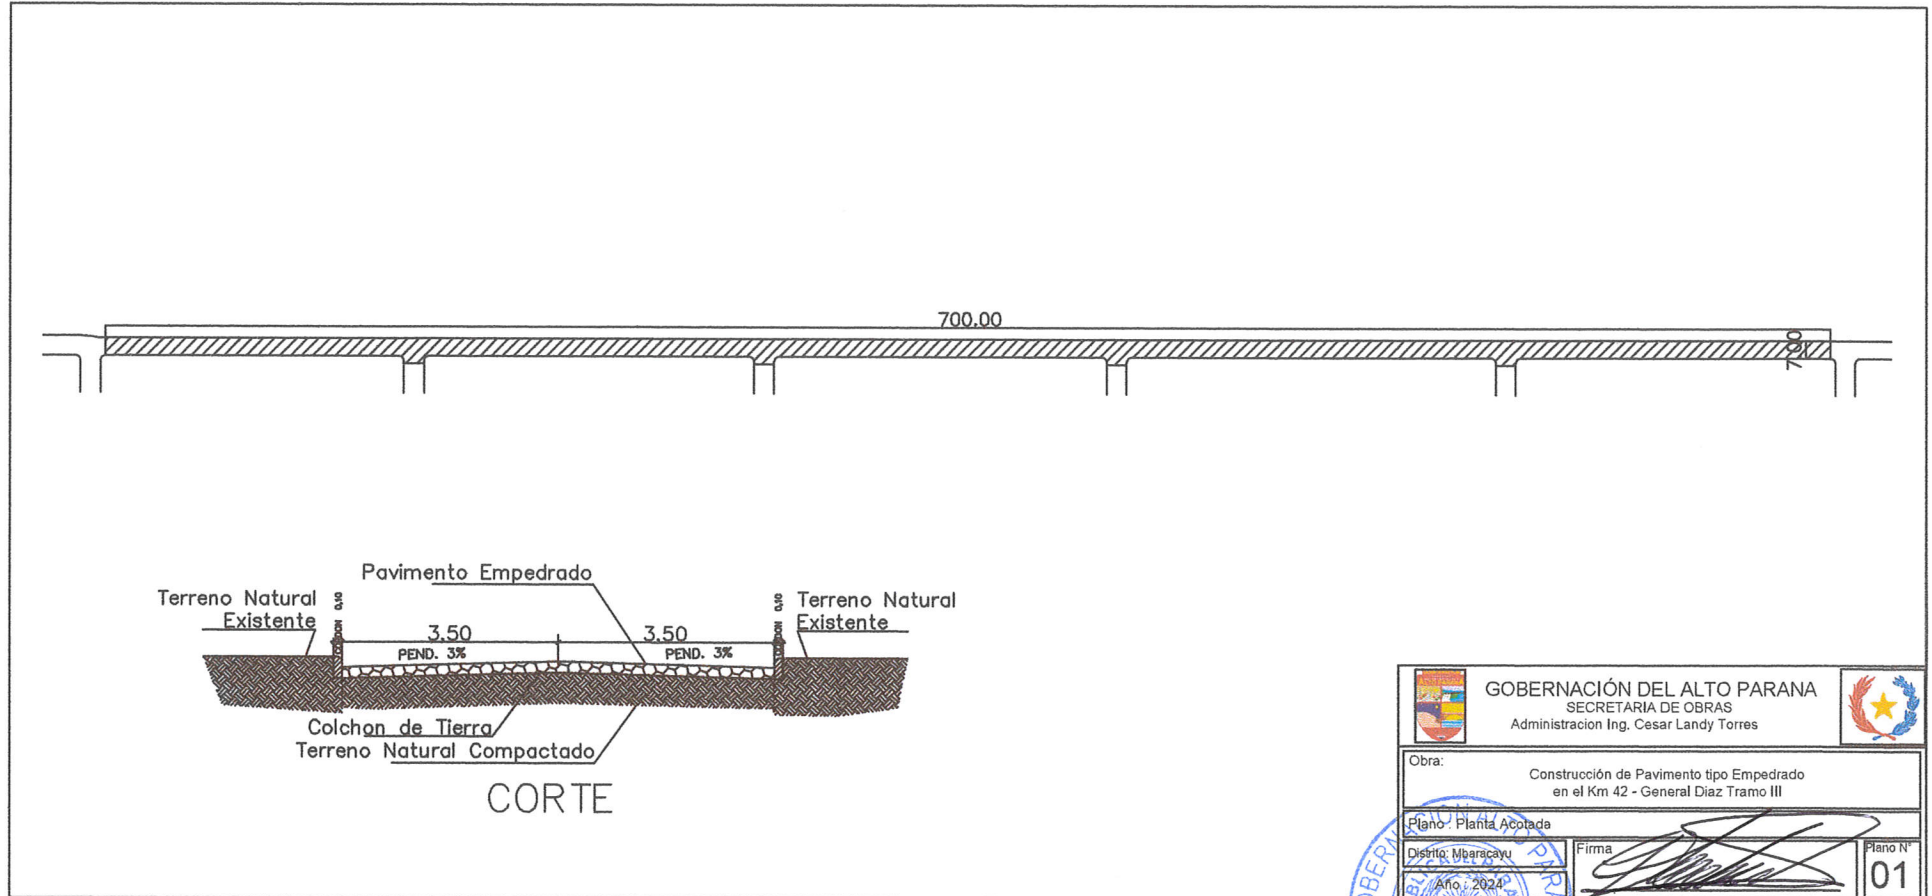 700.00
7.00
Pavimento Empedrado
Terreno Natural
Existente
0,10
3.50
3.50
PEND. 3%
PEND. 3%
0,10
Terreno Natural
Existente
Colchon de Tierra
Terreno Natural Compactado
CORTE
GOBERNACIÓN DEL ALTO PARANA
SECRETARIA DE OBRAS
Administracion Ing. Cesar Landy Torres
Obra:
Construcción de Pavimento tipo Empedrado
en el Km 42 - General Diaz Tramo III
Plano : Planta Acotada
Distrito: Mbaracayu
Año : 2024
Firma
Plano N°
01